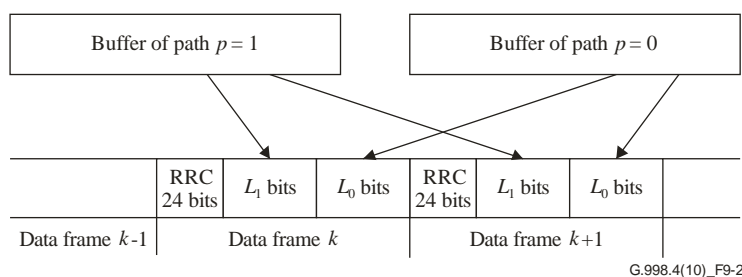 Buffer of path p = 1
Buffer of path p = 0
RRC
24 bits
L1 bits
L0 bits
RRC
24 bits
L1 bits
L0 bits
Data frame k-1
Data frame k
Data frame k+1
G.998.4(10)_F9-2